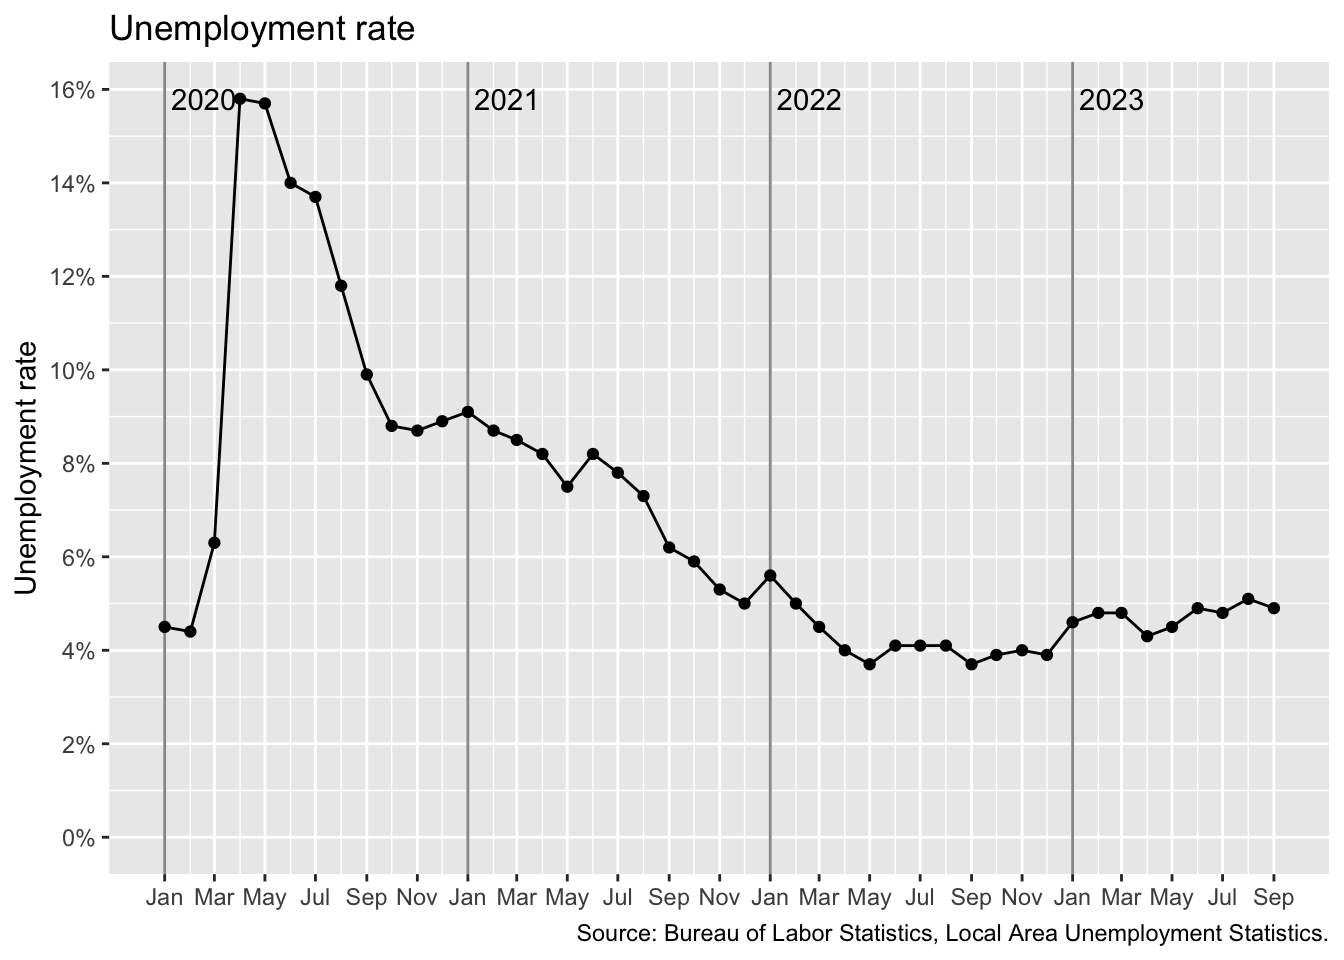 Unemployment rate
2020 2021 2022 2023
16%
14%
12%
10%
8%
6%
4%
2%
0%
Unemployment rate
Jan Mar May Jul Sep Nov Jan Mar May Jul Sep Nov Jan Mar May Jul Sep Nov Jan Mar May Jul Sep
Source: Bureau of Labor Statistics, Local Area Unemployment Statistics.